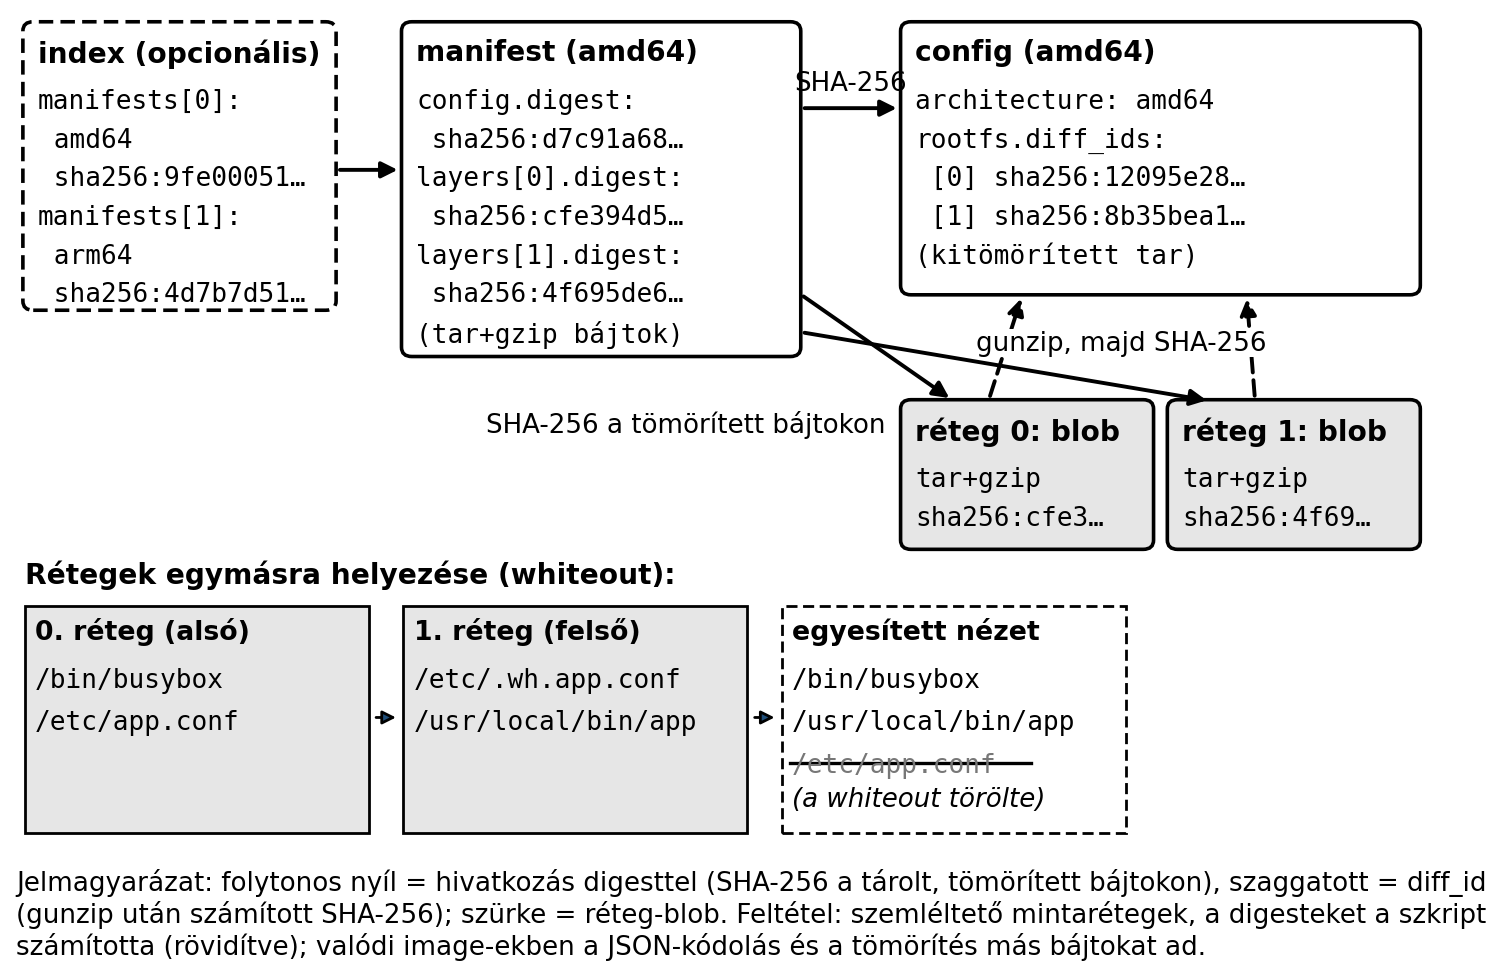 index (opcionális)
manifests[0]:
amd64
sha256:9fe00051…
manifests[1]:
arm64
sha256:4d7b7d51…
manifest (amd64)
config.digest:
sha256:d7c91a68…
layers[0].digest:
sha256:cfe394d5…
layers[1].digest:
sha256:4f695de6…
(tar+gzip bájtok)
SHA-256
config (amd64)
architecture: amd64
rootfs.diff_ids:
[0] sha256:12095e28…
[1] sha256:8b35bea1…
(kitömörített tar)
gunzip, majd SHA-256
SHA-256 a tömörített bájtokon
réteg 0: blob
tar+gzip
sha256:cfe3…
réteg 1: blob
tar+gzip
sha256:4f69…
Rétegek egymásra helyezése (whiteout):
0. réteg (alsó)
/bin/busybox
/etc/app.conf
1. réteg (felső)
/etc/.wh.app.conf
/usr/local/bin/app
egyesített nézet
/bin/busybox
/usr/local/bin/app
/etc/app.conf
(a whiteout törölte)
Jelmagyarázat: folytonos nyíl = hivatkozás digesttel (SHA-256 a tárolt, tömörített bájtokon), szaggatott = diff_id
(gunzip után számított SHA-256); szürke = réteg-blob. Feltétel: szemléltető mintarétegek, a digesteket a szkript
számította (rövidítve); valódi image-ekben a JSON-kódolás és a tömörítés más bájtokat ad.